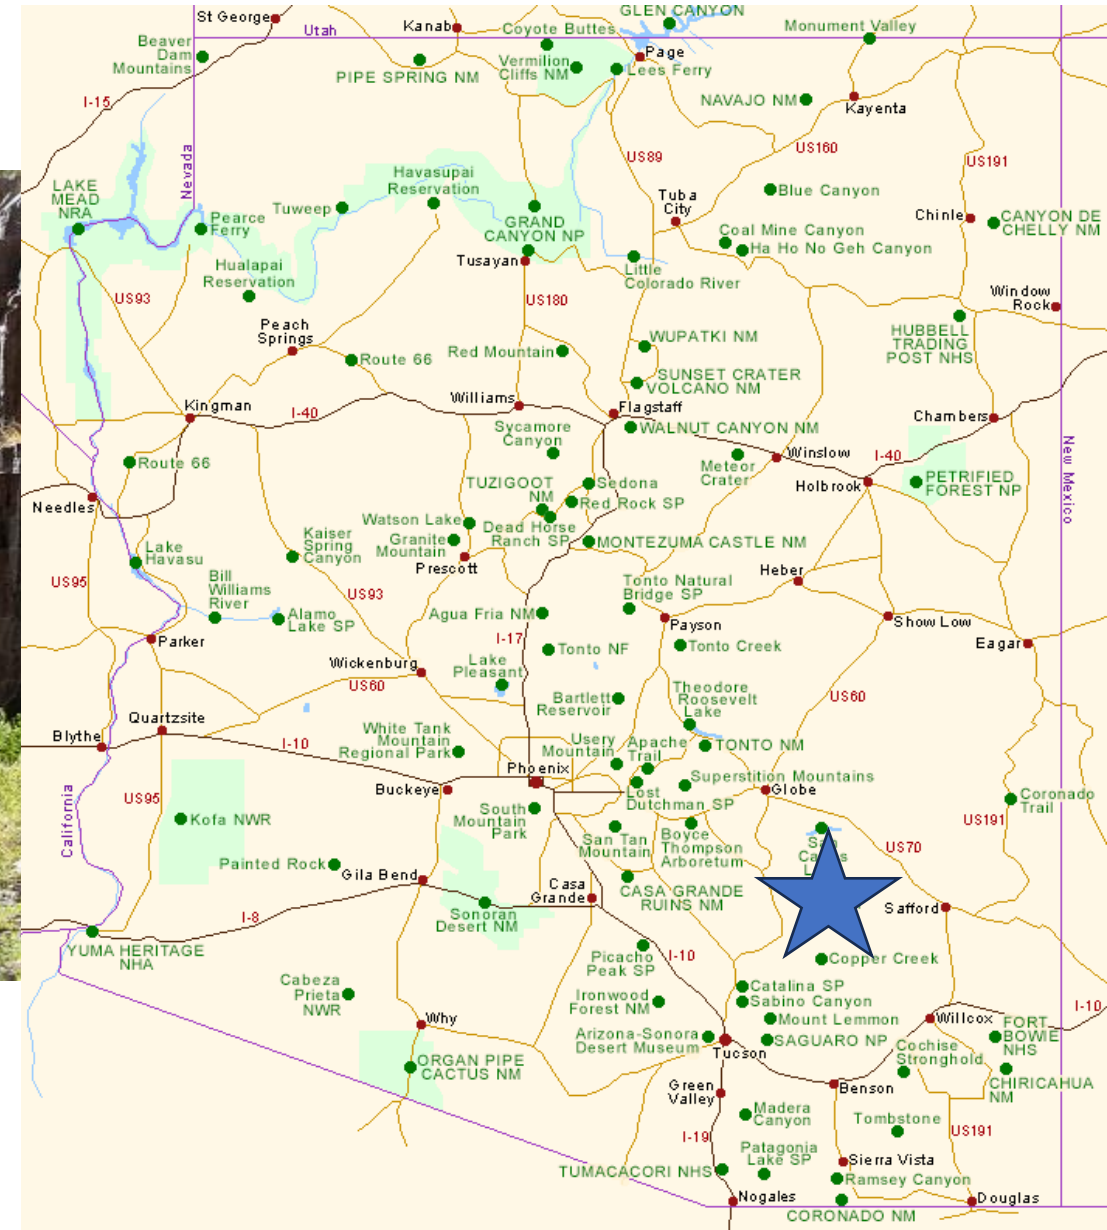 St George
Kanab
Utah
Coyote Buttes
GLEN CANYON
Monument Valley
Beaver
Dam
Mountains
PIPE SPRING NM
Vermilion
Cliffs NM
Page
Lees Ferry
NAVAJO NM
Kayenta
I-15
Nevada
US89
US160
US191
LAKE
MEAD
NRA
Pearce
Ferry
Tuweep
Havasupai
Reservation
GRAND
CANYON NP
Tusayan
Tuba
City
Blue Canyon
Coal Mine Canyon
Ha Ho No Geh Canyon
Chinle
CANYON DE
CHELLY NM
Hualapai
Reservation
Little
Colorado River
Window
Rock
US93
US180
HUBBELL
TRADING
POST NHS
Peach
Springs
Route 66
Red Mountain
WUPATKI NM
SUNSET CRATER
VOLCANO NM
Kingman
I-40
Williams
Flagstaff
WALNUT CANYON NM
Chambers
Sycamore
Canyon
Meteor
Crater
Winslow
I-40
Holbrook
PETRIFIED
FOREST NP
New Mexico
Route 66
Needles
TUZIGOOT
NM
Sedona
Red Rock SP
Watson Lake
Granite
Mountain
Dead Horse
Ranch SP
MONTEZUMA CASTLE NM
Prescott
Kaiser
Spring
Canyon
Lake
Havasu
US95
Bill
Williams
River
Alamo
Lake SP
US93
Agua Fria NM
Tonto Natural
Bridge SP
Heber
Payson
Show Low
Eagar
Parker
Wickenburg
I-17
Tonto NF
Tonto Creek
US60
Lake
Pleasant
Bartlett
Reservoir
Theodore
Roosevelt
Lake
US60
Quartzsite
Blythe
I-10
White Tank
Mountain
Regional Park
Usery
Mountain
Apache
Trail
TONTO NM
Phoenix
Superstition Mountains
Buckeye
Lost
Dutchman SP
Globe
Coronado
Trail
California
US95
Kofa NWR
South
Mountain
Park
San Tan
Mountain
Boyce
Thompson
Arboretum
US70
US191
Painted Rock
Gila Bend
Casa
Grande
CASA GRANDE
RUINS NM
Safford
I-8
Sonoran
Desert NM
YUMA HERITAGE
NHA
Picacho
Peak SP
I-10
Copper Creek
Cabeza
Prieta
NWR
Ironwood
Forest NM
Catalina SP
Sabino Canyon
Mount Lemmon
Willcox
I-10
Why
Arizona-Sonora
Desert Museum
SAGUARO NP
Tucson
FORT
BOWIE
NHS
Cochise
Stronghold
ORGAN PIPE
CACTUS NM
Green
Valley
Benson
CHIRICAHUA
NM
Madera
Canyon
Tombstone
I-19
US191
Patagonia
Lake SP
Sierra Vista
TUMACACORI NHS
Ramsey Canyon
Nogales
CORONADO NM
Douglas